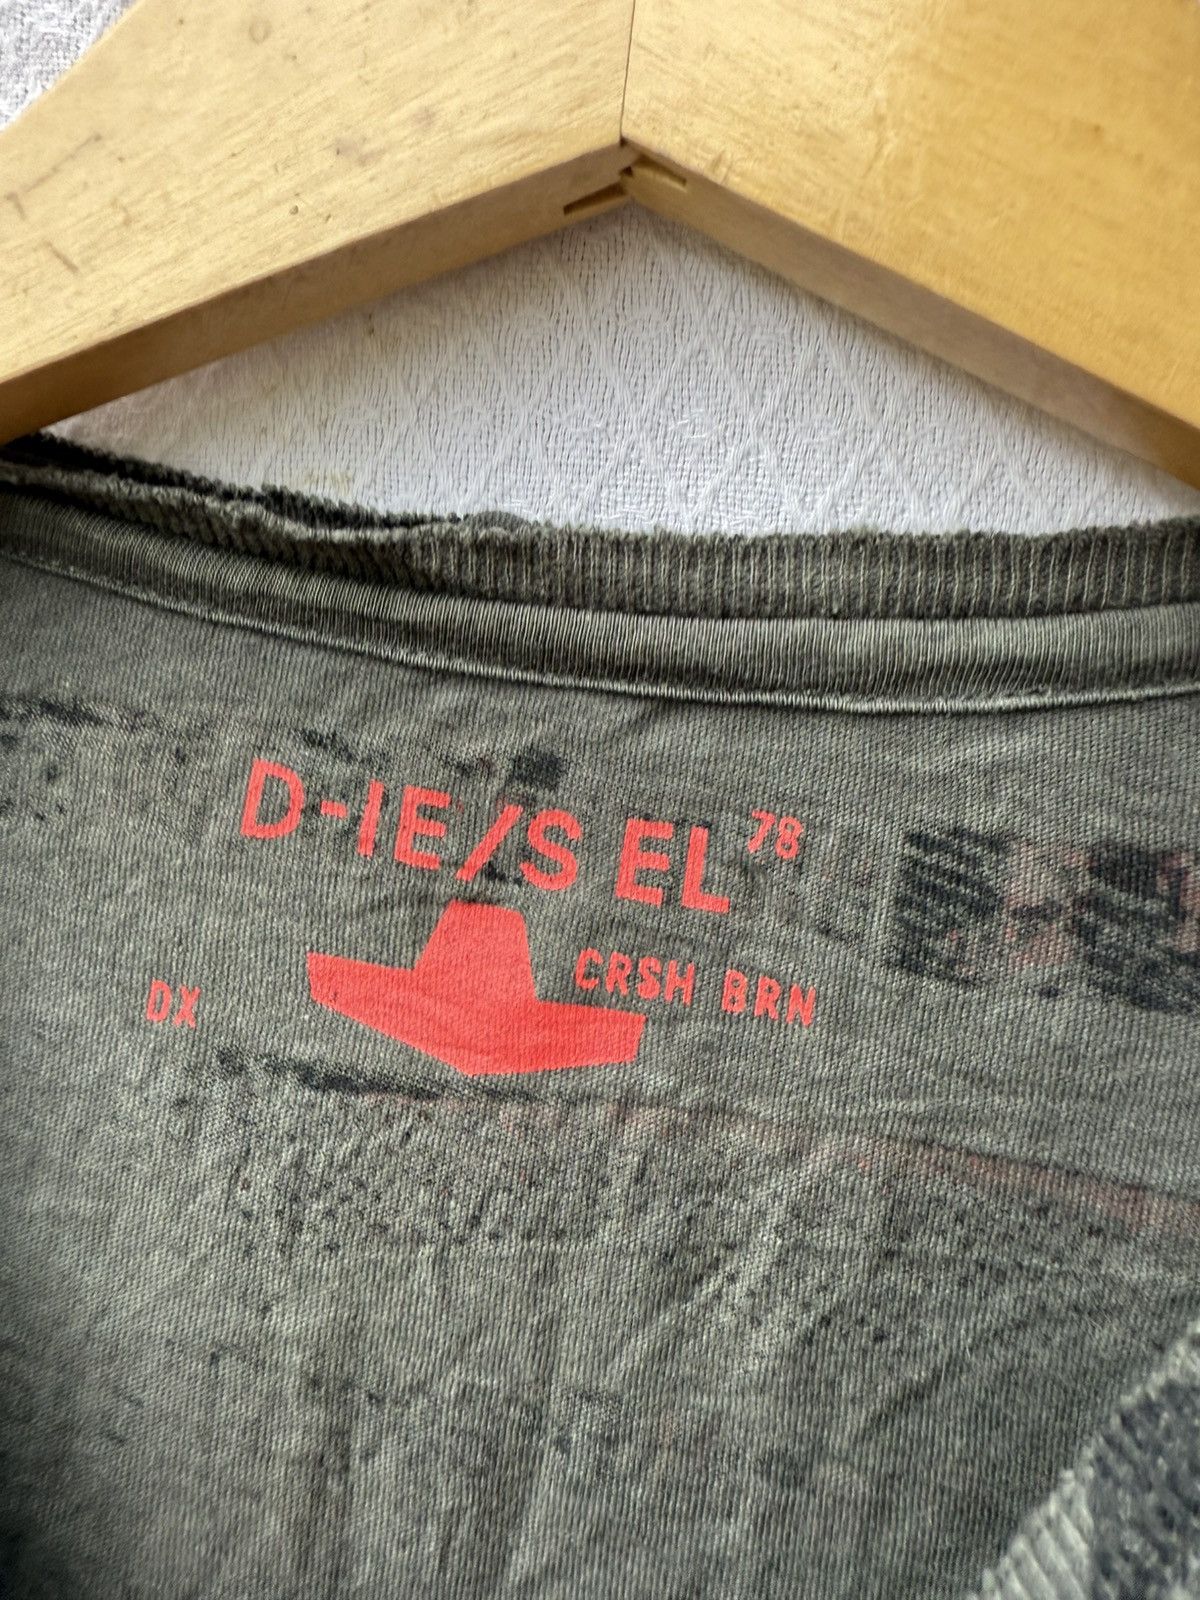 D-IE/S EL 78
CRSH BRN
DX